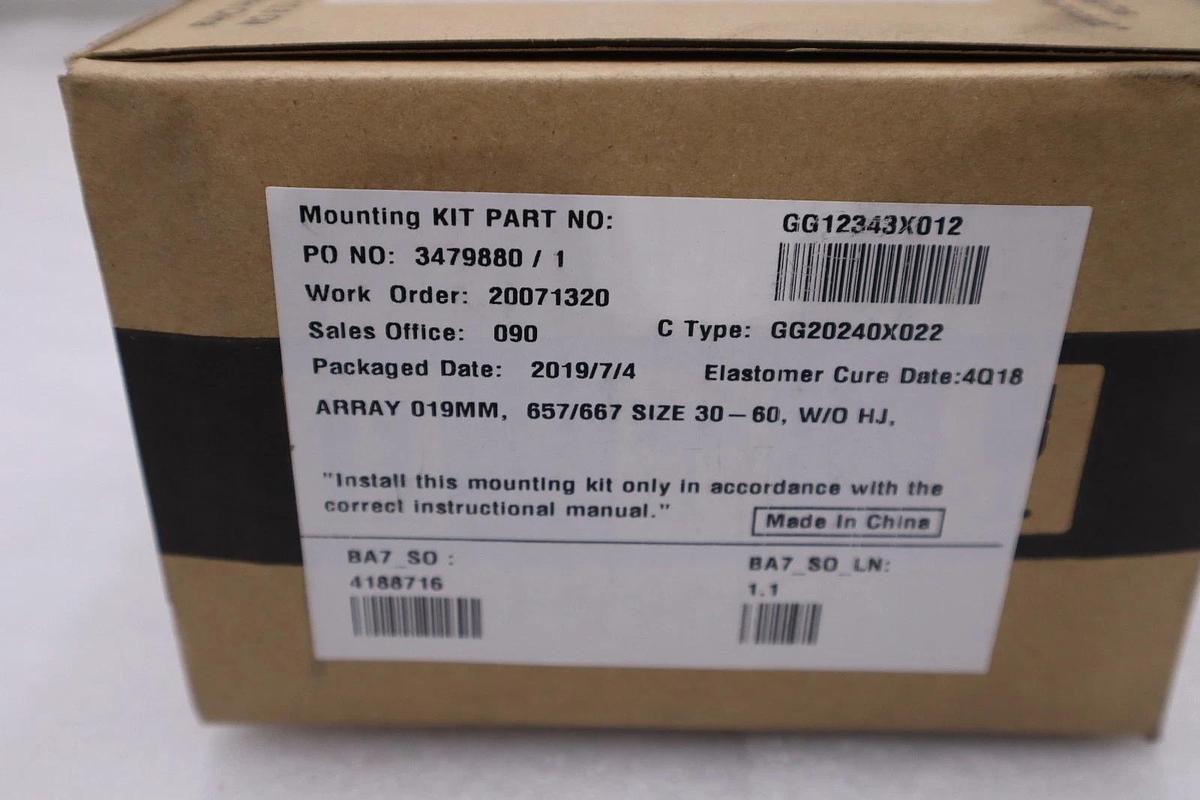 Mounting KIT PART NO: GG12343X012
PO NO: 3479880 / 1
Work Order: 20071320
Sales Office: 090 C Type: GG20240X022
Packaged Date: 2019/7/4 Elastomer Cure Date:4Q18
ARRAY 019MM, 657/667 SIZE 30-60, W/O HJ,
"Install this mounting kit only in accordance with the
correct instructional manual."
Made In China
BA7_SO : BA7_SO_LN:
4188716 1.1